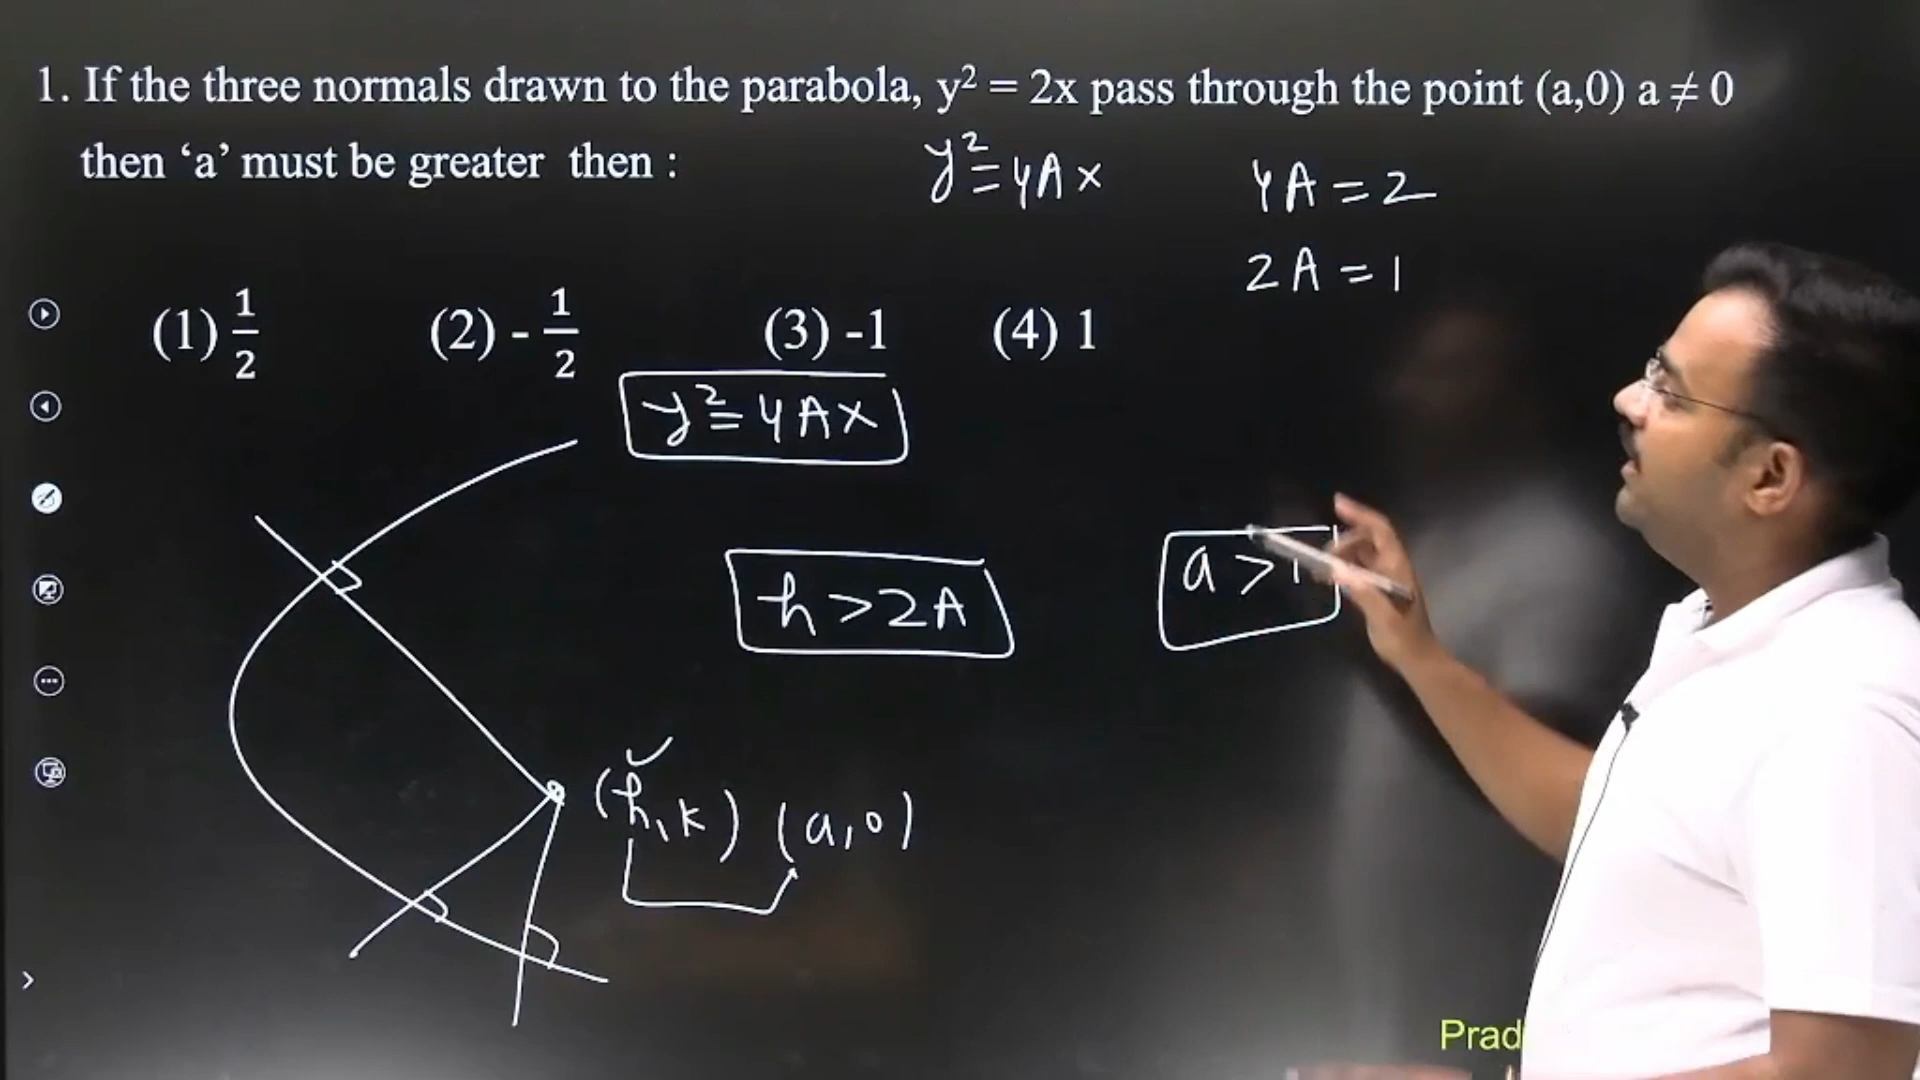 1. If the three normals drawn to the parabola, y² = 2x pass through the point (a,0) a ≠ 0
then ‘a’ must be greater then :
y² = 4Ax
4A = 2
2A = 1
(1) 1/2 (2) - 1/2 (3) -1 (4) 1
y² = 4Ax
h > 2A
a > 1
(h,k) (a,0)
Prad